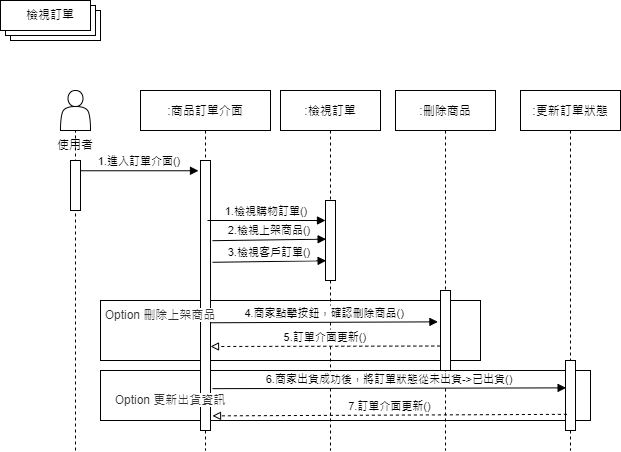 檢視訂單
使用者
:商品訂單介面
:檢視訂單
:刪除商品
:更新訂單狀態
1.進入訂單介面()
1.檢視購物訂單()
2.檢視上架商品()
3.檢視客戶訂單()
Option 刪除上架商品
4.商家點擊按鈕，確認刪除商品()
5.訂單介面更新()
6.商家出貨成功後，將訂單狀態從未出貨->已出貨()
Option 更新出貨資訊
7.訂單介面更新()